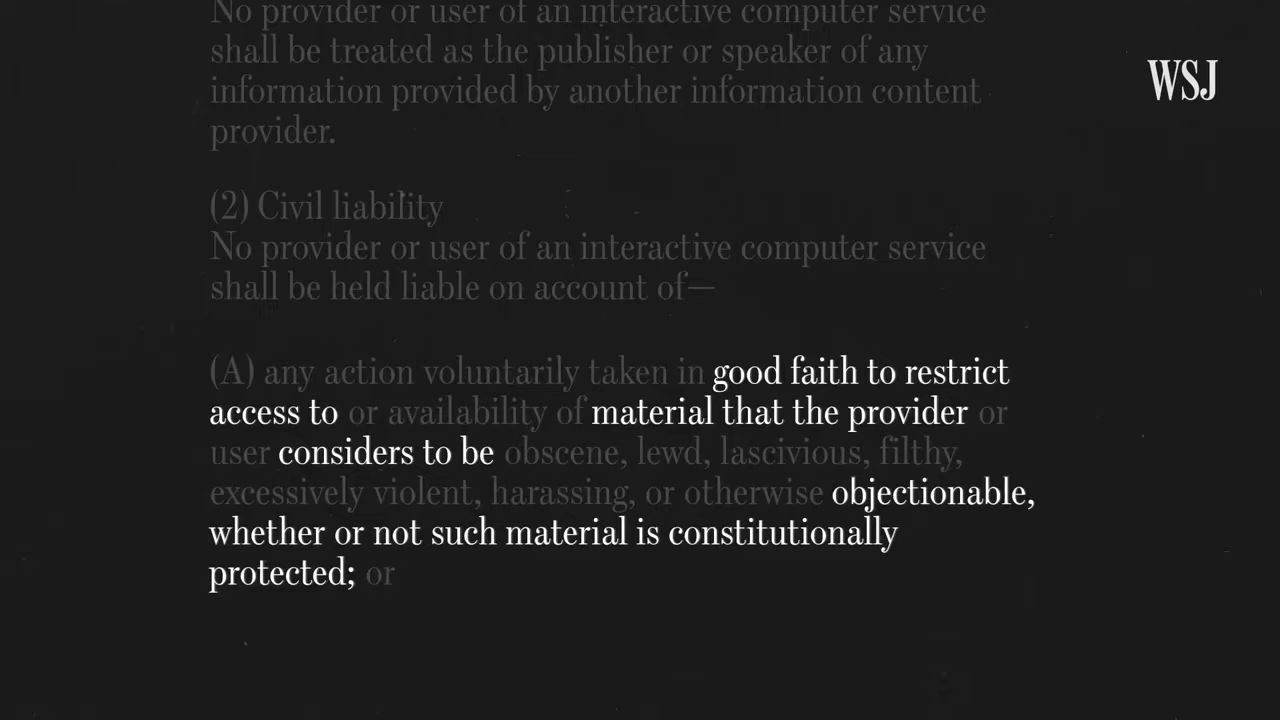 No provider or user of an interactive computer service
shall be treated as the publisher or speaker of any
information provided by another information content
provider.
WSJ
(2) Civil liability
No provider or user of an interactive computer service
shall be held liable on account of—
(A) any action voluntarily taken in good faith to restrict
access to or availability of material that the provider or
user considers to be obscene, lewd, lascivious, filthy,
excessively violent, harassing, or otherwise objectionable,
whether or not such material is constitutionally
protected; or